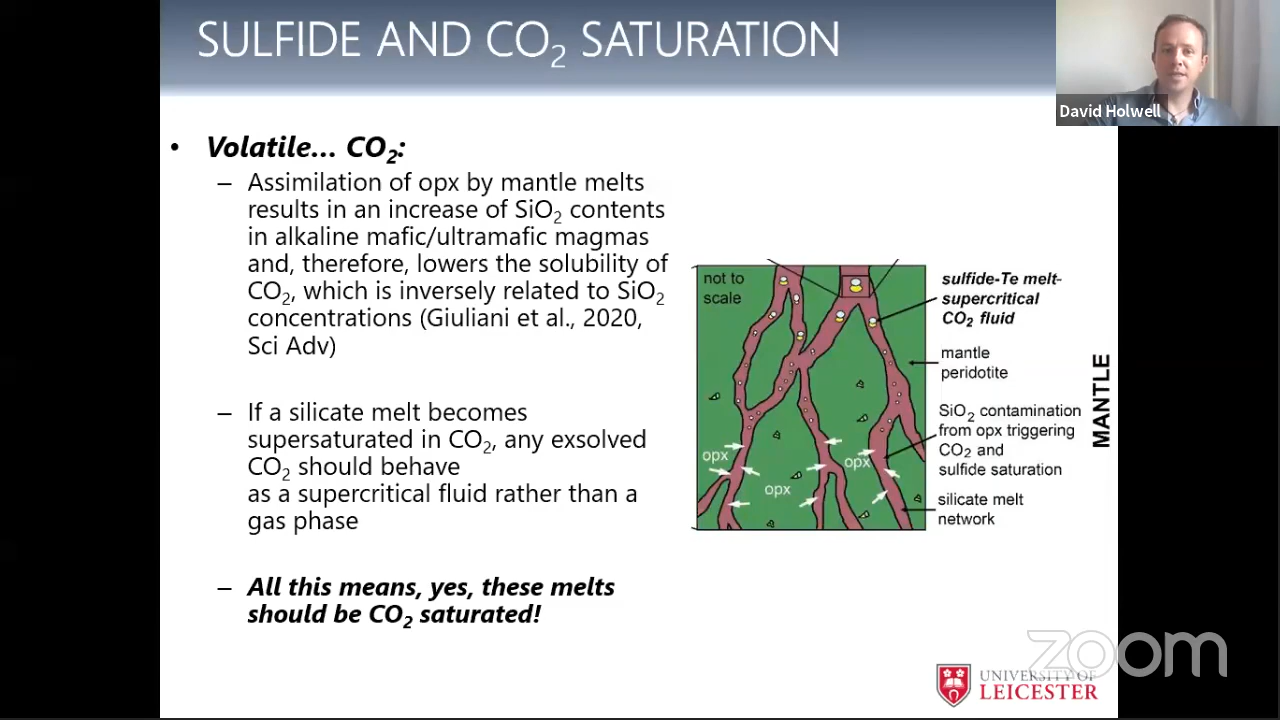 SULFIDE AND CO₂ SATURATION
David Holwell
• Volatile… CO₂:
– Assimilation of opx by mantle melts
results in an increase of SiO₂ contents
in alkaline mafic/ultramafic magmas
and, therefore, lowers the solubility of
CO₂, which is inversely related to SiO₂
concentrations (Giuliani et al., 2020,
Sci Adv)
– If a silicate melt becomes
supersaturated in CO₂, any exsolved
CO₂ should behave
as a supercritical fluid rather than a
gas phase
– All this means, yes, these melts
should be CO₂ saturated!
not to
scale
opx
opx
opx
sulfide-Te melt-
supercritical
CO₂ fluid
mantle
peridotite
SiO₂ contamination
from opx triggering
CO₂ and
sulfide saturation
silicate melt
network
MANTLE
zoom
UNIVERSITY OF
LEICESTER